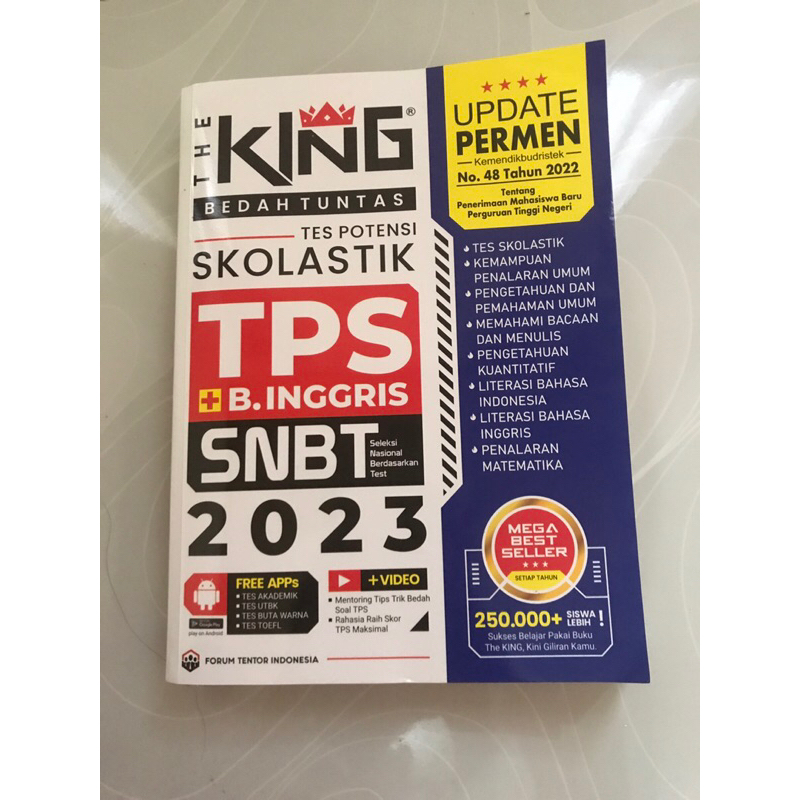 THE
KING®
BEDAH TUNTAS
TES POTENSI
SKOLASTIK
TPS
+ B.INGGRIS
SNBT
Seleksi
Nasional
Berdasarkan
Test
2023
FREE APPs
TES AKADEMIK
TES UTBK
TES BUTA WARNA
TES TOEFL
Google Play
play on Android
+VIDEO
Mentoring Tips Trik Bedah
Soal TPS
Rahasia Raih Skor
TPS Maksimal
FORUM TENTOR INDONESIA
UPDATE
PERMEN
Kemendikbudristek
No. 48 Tahun 2022
Tentang
Penerimaan Mahasiswa Baru
Perguruan Tinggi Negeri
TES SKOLASTIK
KEMAMPUAN
PENALARAN UMUM
PENGETAHUAN DAN
PEMAHAMAN UMUM
MEMAHAMI BACAAN
DAN MENULIS
PENGETAHUAN
KUANTITATIF
LITERASI BAHASA
INDONESIA
LITERASI BAHASA
INGGRIS
PENALARAN
MATEMATIKA
MEGA
BEST
SELLER
SETIAP TAHUN
250.000+ SISWA
LEBIH !
Sukses Belajar Pakai Buku
The KING, Kini Giliran Kamu.